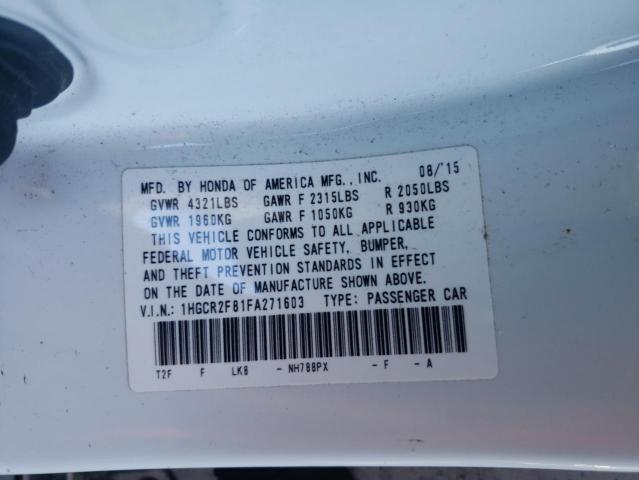 MFD. BY HONDA OF AMERICA MFG., INC. 08/'15
GVWR 4321LBS GAWR F 2315LBS R 2050LBS
GVWR 1960KG GAWR F 1050KG R 930KG
THIS VEHICLE CONFORMS TO ALL APPLICABLE
FEDERAL MOTOR VEHICLE SAFETY, BUMPER,
AND THEFT PREVENTION STANDARDS IN EFFECT
ON THE DATE OF MANUFACTURE SHOWN ABOVE.
V.I.N.: 1HGCR2F81FA271603 TYPE: PASSENGER CAR
T2F F LK8 - NH788PX - F - A